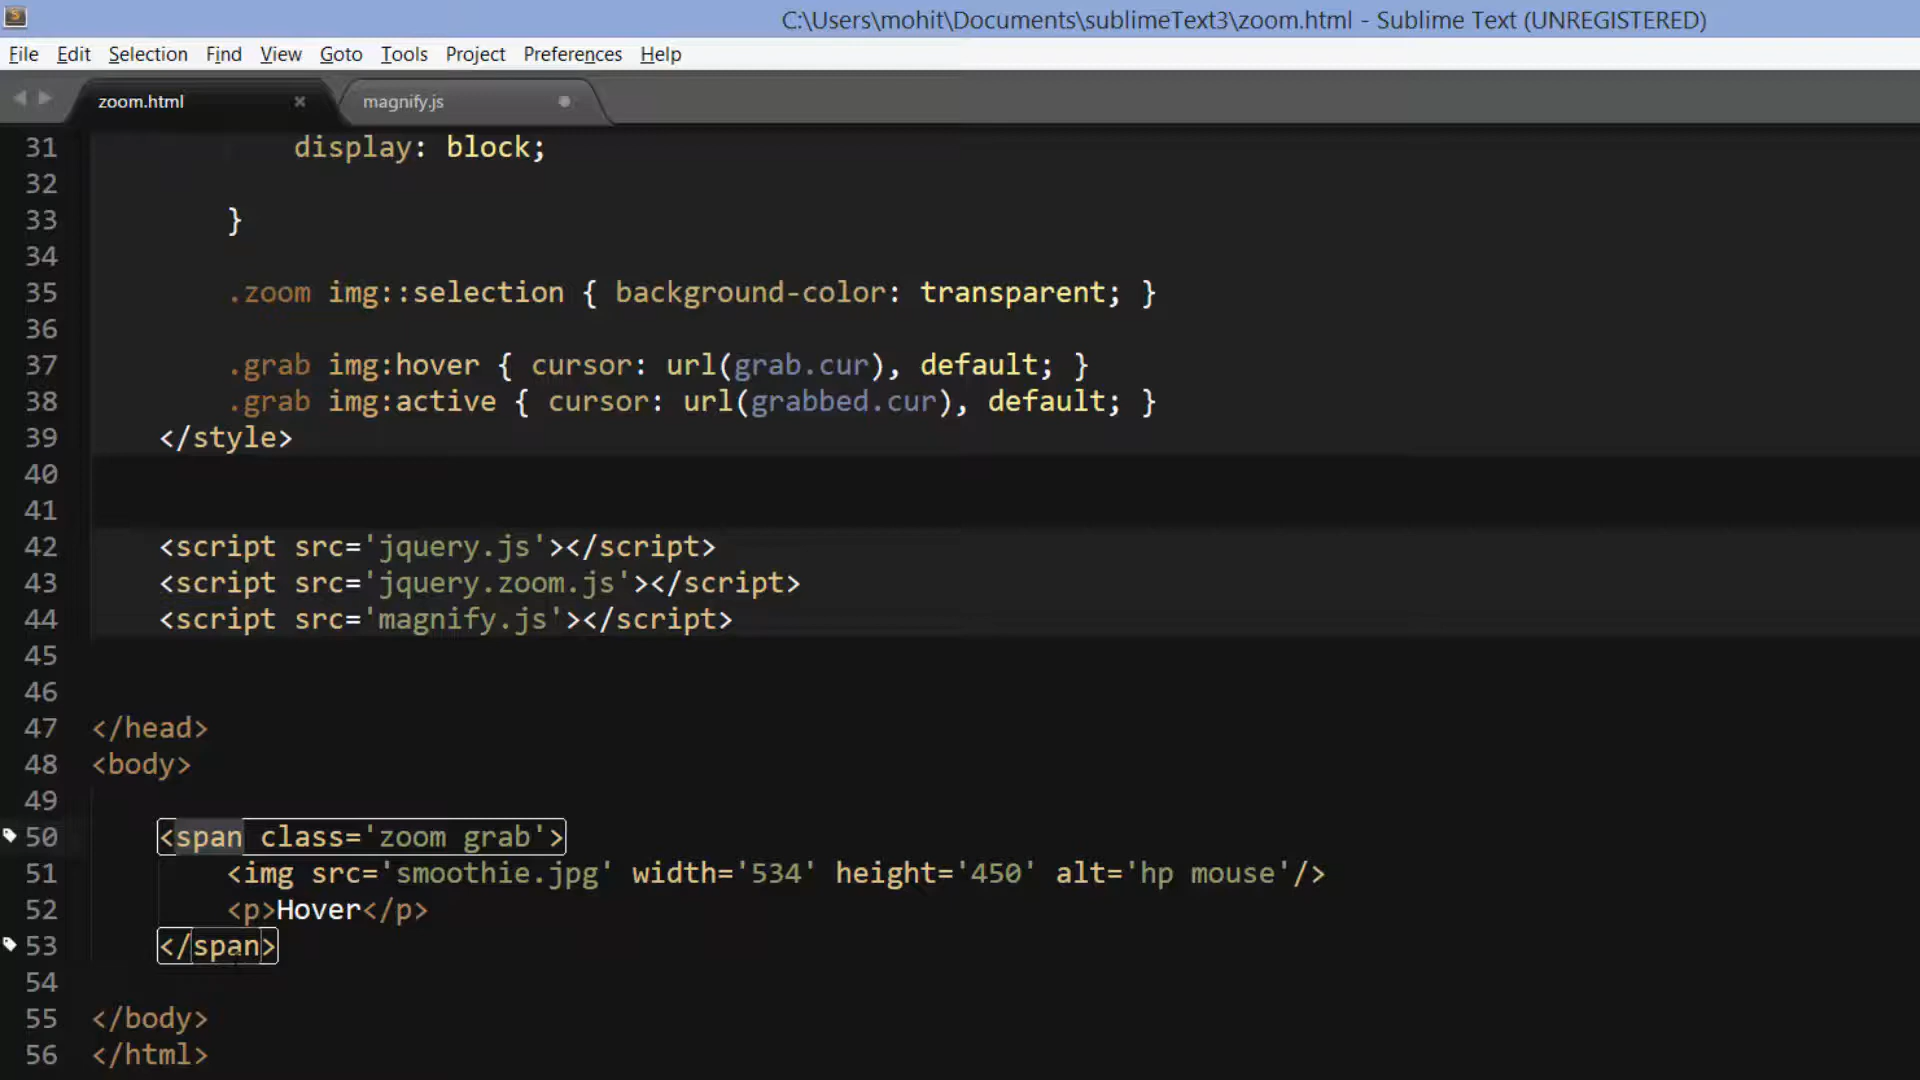 C:\Users\mohit\Documents\sublimeText3\zoom.html - Sublime Text (UNREGISTERED)
File Edit Selection Find View Goto Tools Project Preferences Help
zoom.html × magnify.js
31 display: block;
32
33 }
34
35 .zoom img::selection { background-color: transparent; }
36
37 .grab img:hover { cursor: url(grab.cur), default; }
38 .grab img:active { cursor: url(grabbed.cur), default; }
39 </style>
40
41
42 <script src='jquery.js'></script>
43 <script src='jquery.zoom.js'></script>
44 <script src='magnify.js'></script>
45
46
47 </head>
48 <body>
49
50 <span class='zoom grab'>
51 <img src='smoothie.jpg' width='534' height='450' alt='hp mouse'/>
52 <p>Hover</p>
53 </span>
54
55 </body>
56 </html>